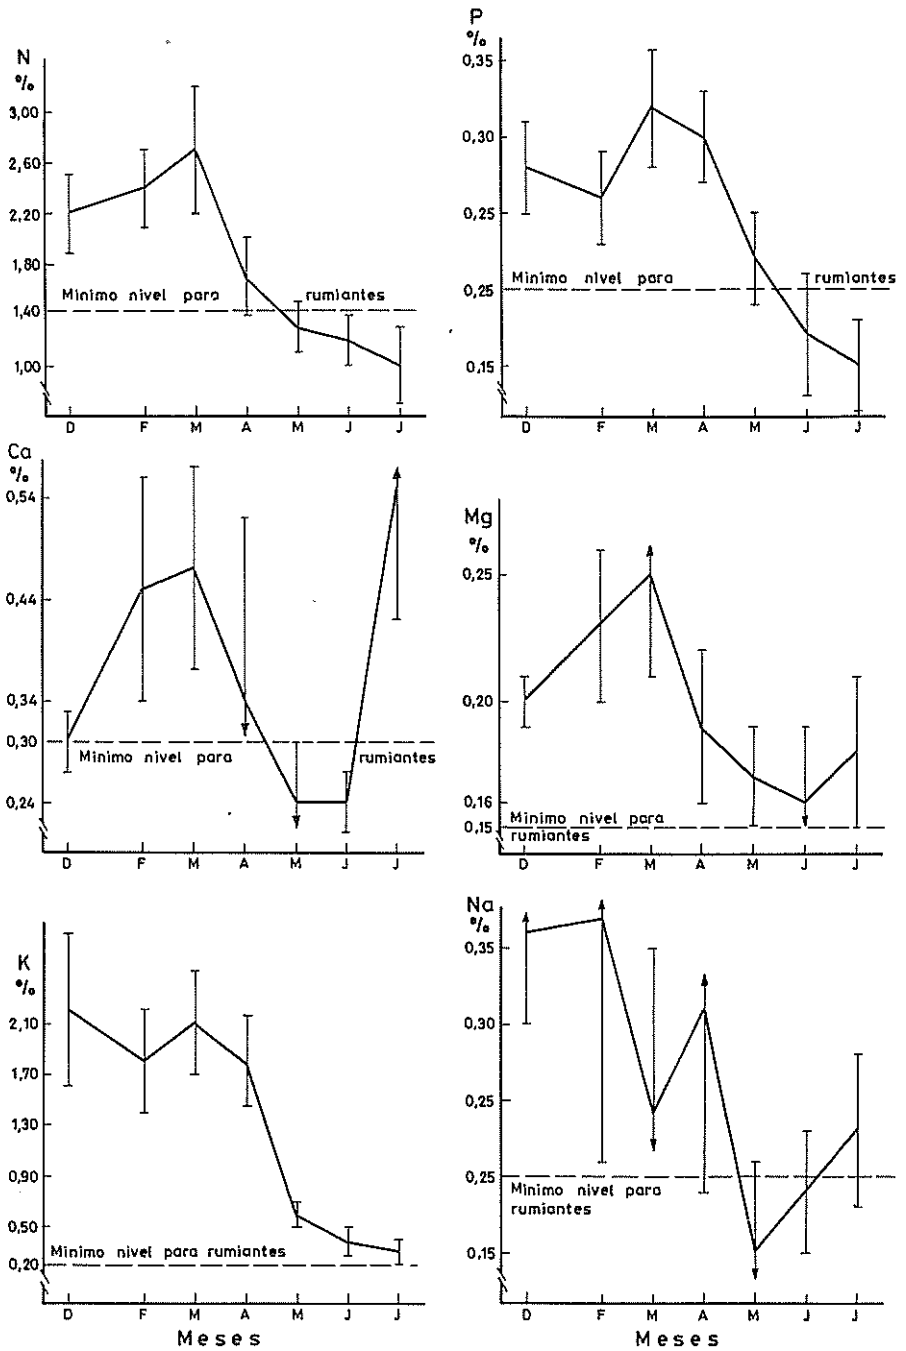 N
%
3,00
2,60
2,20
1,80
Minimo nivel para rumiantes
1,40
1,00
D F M A M J J
P
%
0,35
0,30
0,25
Minimo nivel para rumiantes
0,25
0,15
D F M A M J J
Ca
%
0,54
0,44
0,34
0,30
Minimo nivel para rumiantes
0,24
D F M A M J J
Mg
%
0,25
0,20
0,16
Minimo nivel para
0,15
rumiantes
D F M A M J J
K
%
2,10
1,70
1,30
0,90
0,50
Minimo nivel para rumiantes
0,20
D F M A M J J
Meses
Na
%
0,35
0,30
0,25
0,25
Minimo nivel para
rumiantes
0,15
D F M A M J J
Meses